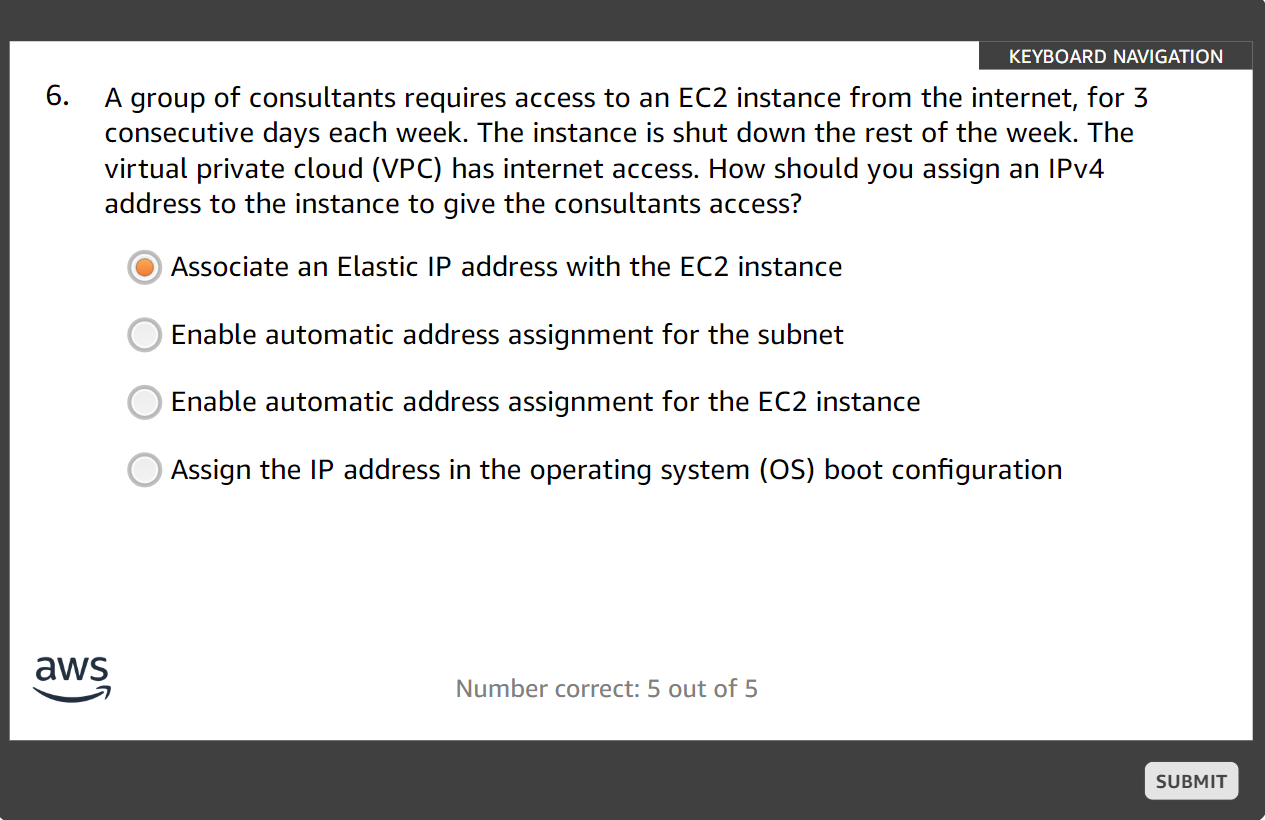 KEYBOARD NAVIGATION
6. A group of consultants requires access to an EC2 instance from the internet, for 3
consecutive days each week. The instance is shut down the rest of the week. The
virtual private cloud (VPC) has internet access. How should you assign an IPv4
address to the instance to give the consultants access?
Associate an Elastic IP address with the EC2 instance
Enable automatic address assignment for the subnet
Enable automatic address assignment for the EC2 instance
Assign the IP address in the operating system (OS) boot configuration
aws
Number correct: 5 out of 5
SUBMIT